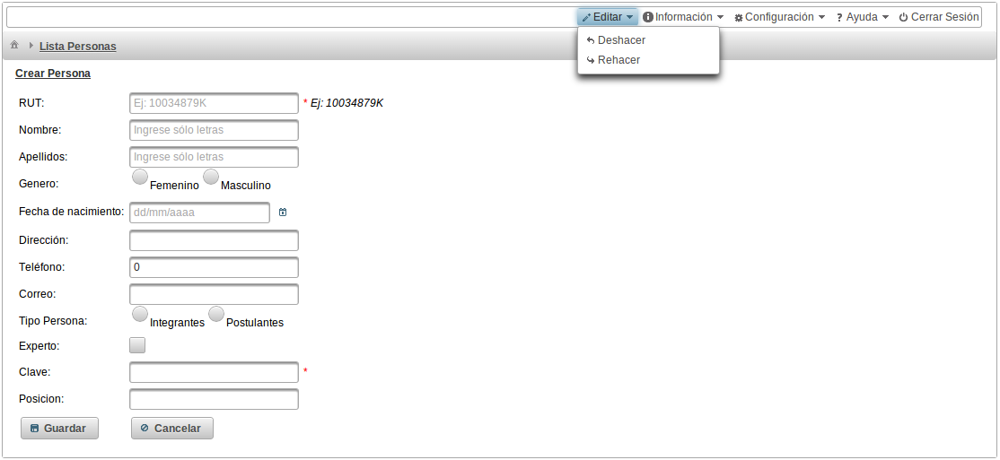 Editar Información Configuración ? Ayuda Cerrar Sesión
Deshacer
Rehacer
Lista Personas
Crear Persona
RUT: Ej: 10034879K * Ej: 10034879K
Nombre: Ingrese sólo letras
Apellidos: Ingrese sólo letras
Genero: Femenino Masculino
Fecha de nacimiento: dd/mm/aaaa
Dirección:
Teléfono: 0
Correo:
Tipo Persona: Integrantes Postulantes
Experto:
Clave: *
Posicion:
Guardar Cancelar